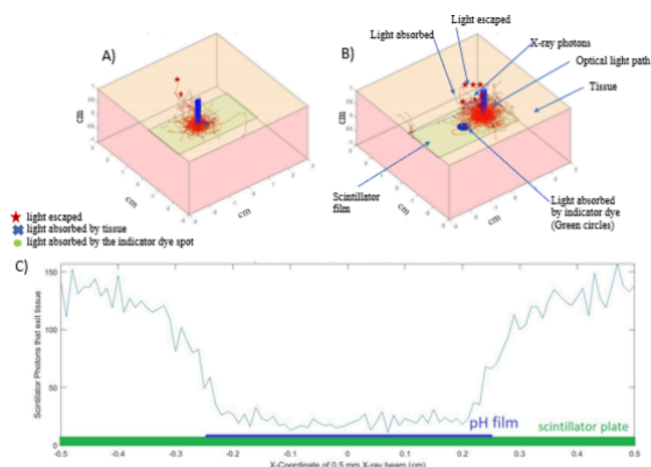 A)
B)
Light escaped
Light absorbed
X-ray photons
Optical light path
Tissue
cm
cm
cm
cm
Scintillator
film
Light absorbed
by indicator dye
(Green circles)
light escaped
light absorbed by tissue
light absorbed by the indicator dye spot
C)
Scintillator Photons that exit tissue
150
100
50
0
pH film
scintillator plate
-0.5 -0.4 -0.3 -0.2 -0.1 0 0.1 0.2 0.3 0.4 0.5
X-Coordinate of 0.5 mm X-ray beam (cm)